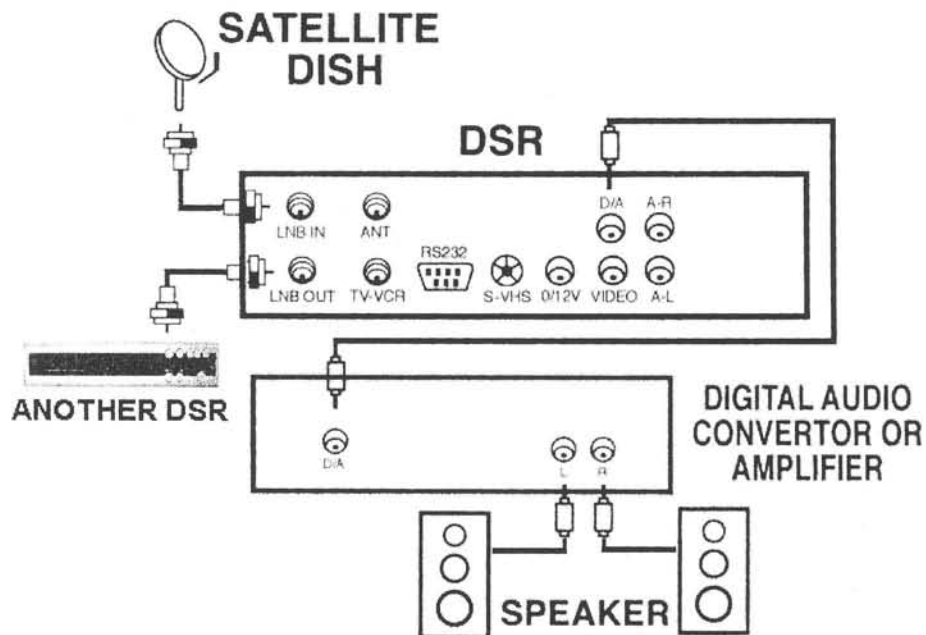 SATELLITE
DISH
DSR
D/A A-R
LNB IN ANT
RS232
LNB OUT TV-VCR S-VHS 0/12V VIDEO A-L
ANOTHER DSR
DIGITAL AUDIO
CONVERTOR OR
AMPLIFIER
D/A L R
SPEAKER